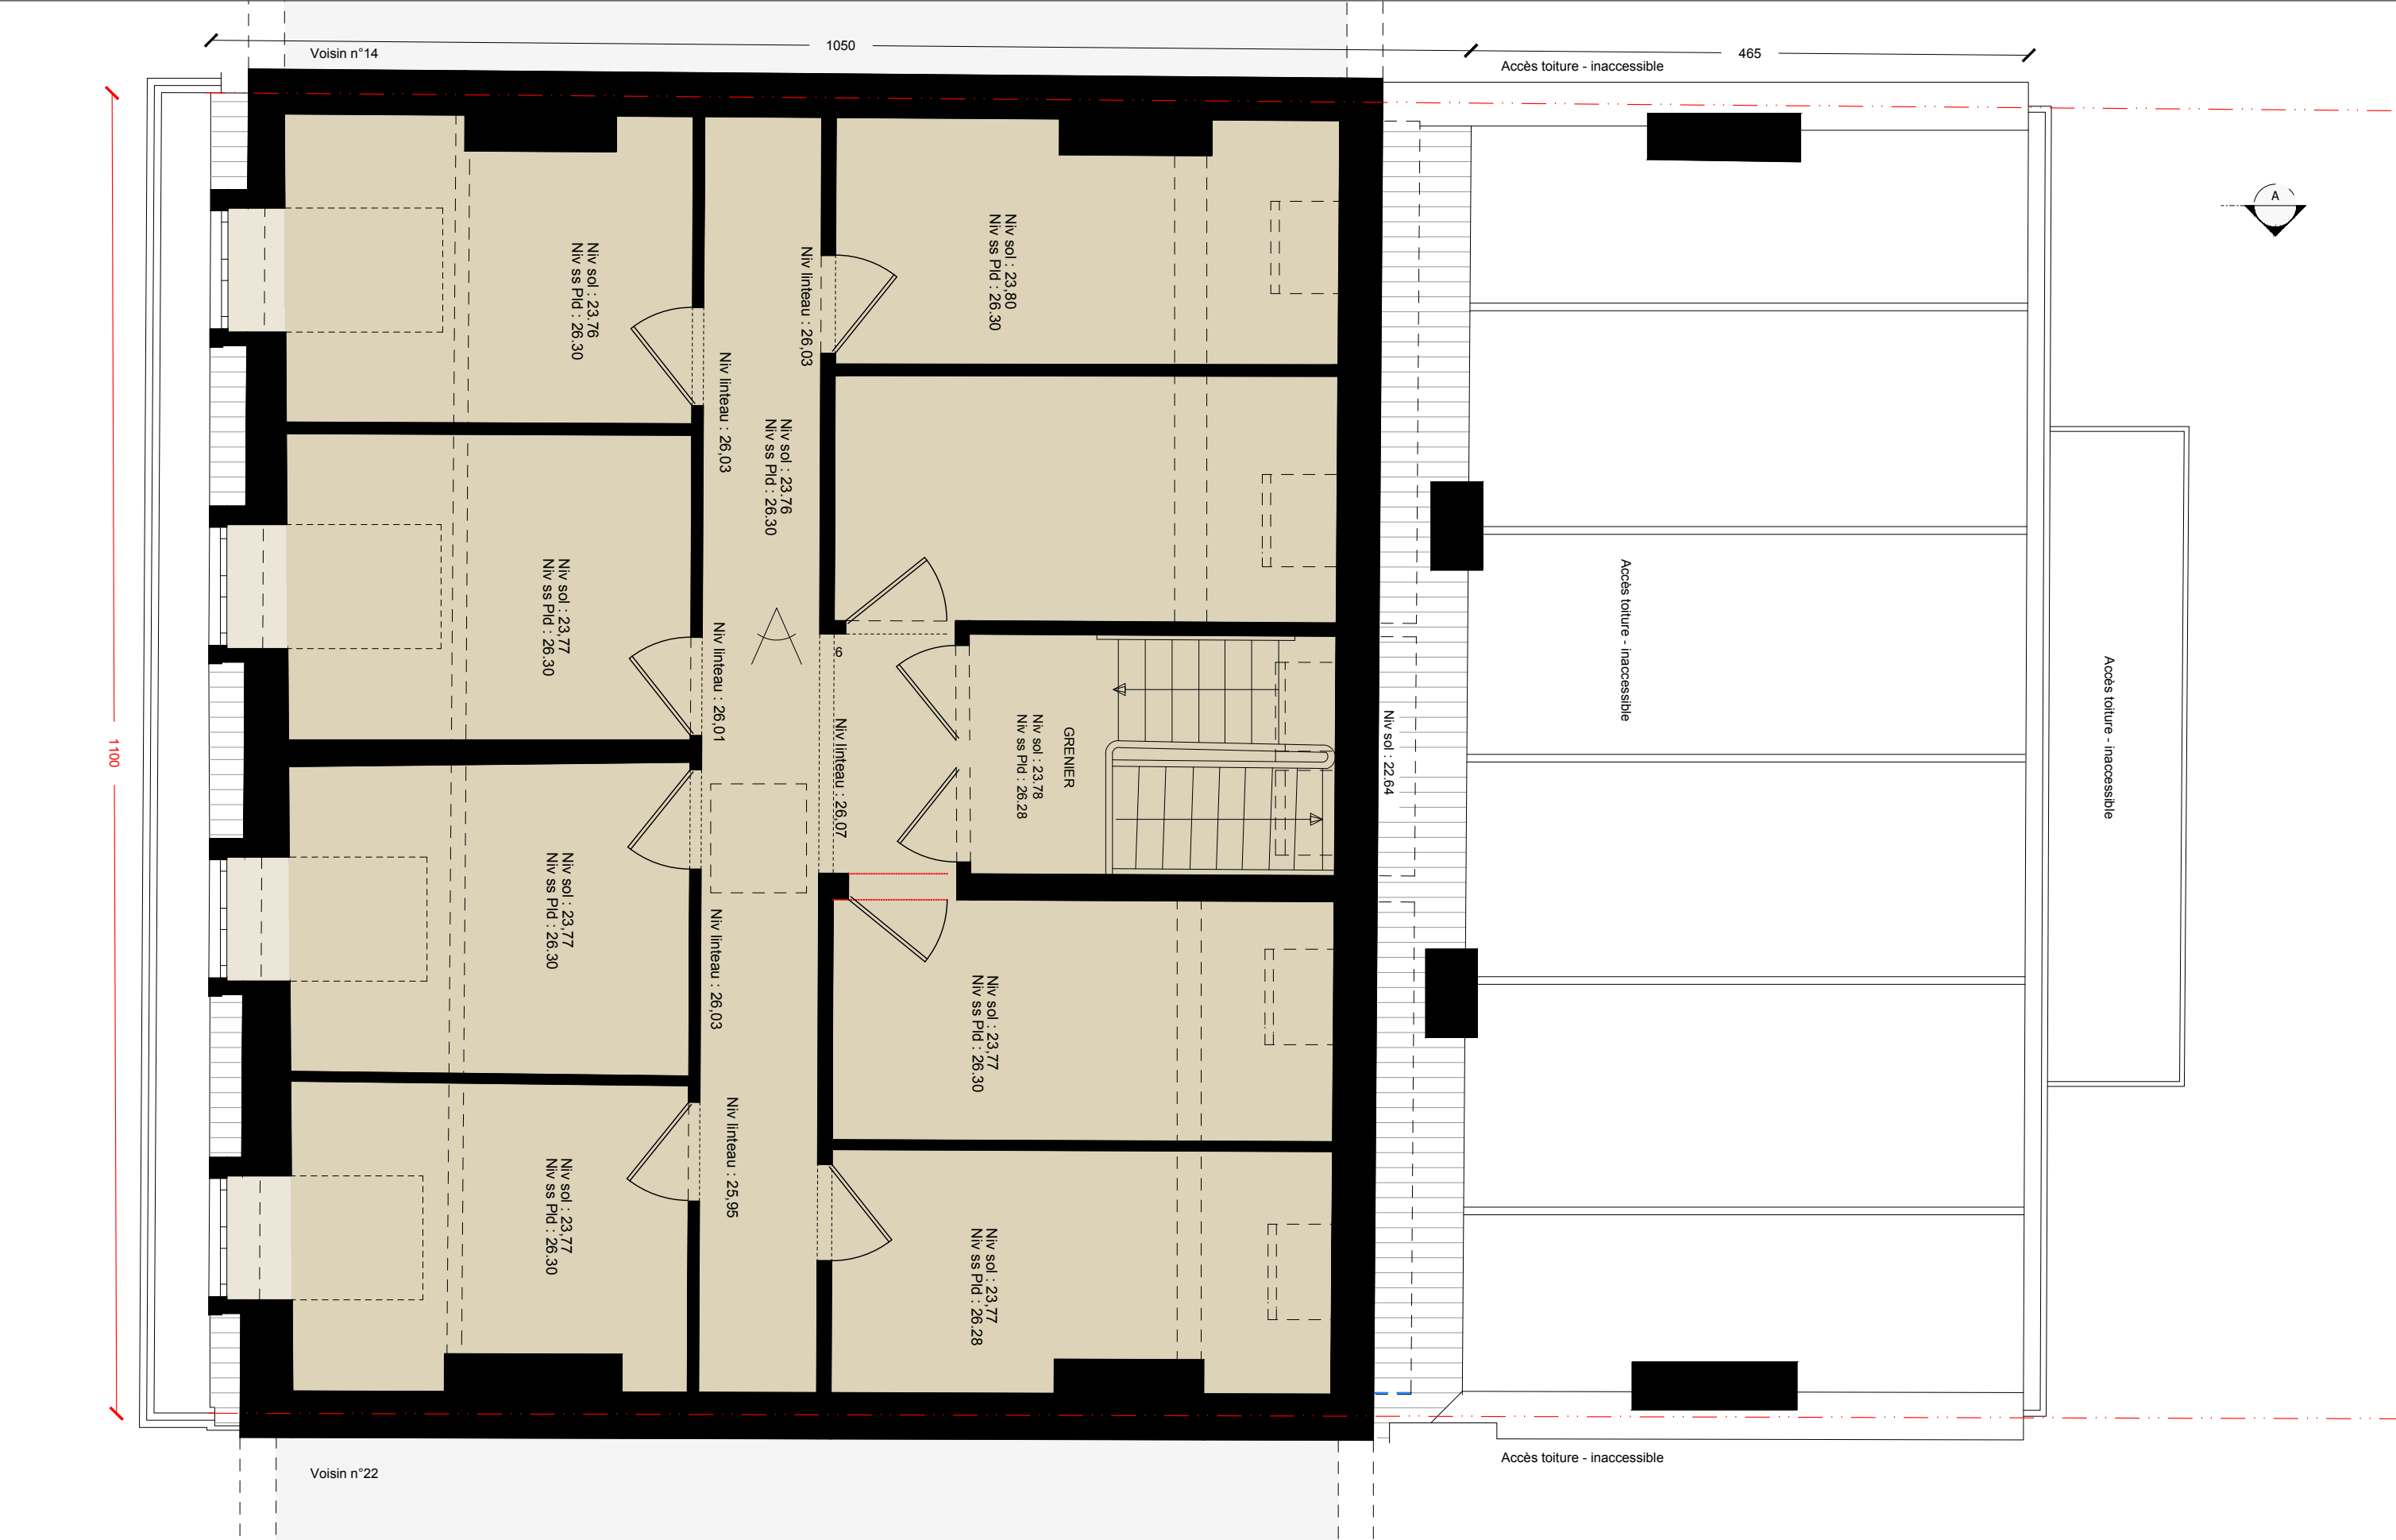 Voisin n°14
1050
465
Accès toiture - inaccessible
A
Niv sol : 23.76
Niv ss Pld : 26.30
Niv linteau : 26,03
Niv linteau : 26,03
Niv sol : 23,80
Niv ss Pld : 26.30
Niv sol : 23.76
Niv ss Pld : 26.30
Niv sol : 23,77
Niv ss Pld : 26.30
Niv linteau : 26,01
6
Niv linteau : 26,07
GRENIER
Niv sol : 23.78
Niv ss Pld : 26.28
Niv sol : 22.64
Accès toiture - inaccessible
Accès toiture - inaccessible
1100
Niv sol : 23,77
Niv ss Pld : 26.30
Niv linteau : 26,03
Niv sol : 23,77
Niv ss Pld : 26.30
Niv linteau : 25,95
Niv sol : 23,77
Niv ss Pld : 26.30
Niv sol : 23,77
Niv ss Pld : 26.28
Voisin n°22
Accès toiture - inaccessible